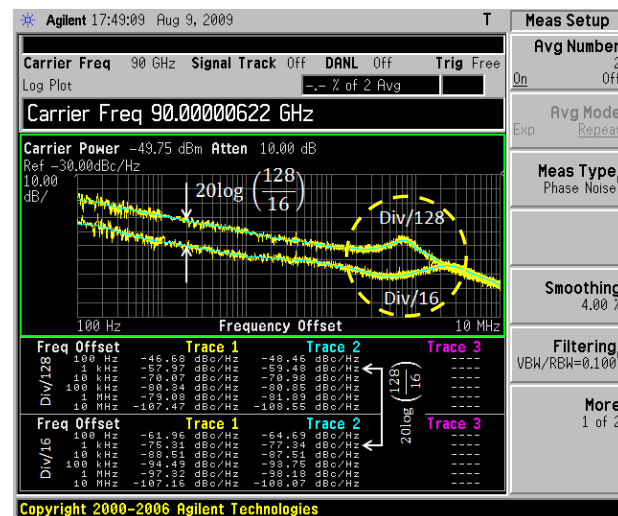 Agilent 17:49:09 Aug 9, 2009 T Meas Setup
Carrier Freq 90 GHz Signal Track Off DANL Off Trig Free
Log Plot -.- % of 2 Avg
Carrier Freq 90.00000622 GHz
Carrier Power -49.75 dBm Atten 10.00 dB
Ref -30.00dBc/Hz
10.00
dB/
20log (128/16)
Div/128
Div/16
100 Hz Frequency Offset 10 MHz
Div/128
Freq Offset Trace 1 Trace 2 Trace 3
100 Hz -46.68 dBc/Hz -48.46 dBc/Hz ----
1 kHz -57.97 dBc/Hz -59.48 dBc/Hz ----
10 kHz -70.07 dBc/Hz -70.98 dBc/Hz ----
100 kHz -80.34 dBc/Hz -80.85 dBc/Hz ----
1 MHz -79.08 dBc/Hz -81.89 dBc/Hz ----
10 MHz -107.47 dBc/Hz -108.55 dBc/Hz ----
20log (128/16)
Div/16
Freq Offset Trace 1 Trace 2 Trace 3
100 Hz -61.96 dBc/Hz -64.69 dBc/Hz ----
1 kHz -75.31 dBc/Hz -77.34 dBc/Hz ----
10 kHz -88.51 dBc/Hz -87.51 dBc/Hz ----
100 kHz -94.49 dBc/Hz -93.75 dBc/Hz ----
1 MHz -97.32 dBc/Hz -98.18 dBc/Hz ----
10 MHz -107.16 dBc/Hz -108.07 dBc/Hz ----
Copyright 2000-2006 Agilent Technologies
Avg Number
2
On Off
Avg Mode
Exp Repeat
Meas Type
Phase Noise
Smoothing
4.00 %
Filtering
VBW/RBW=0.100
More
1 of 2